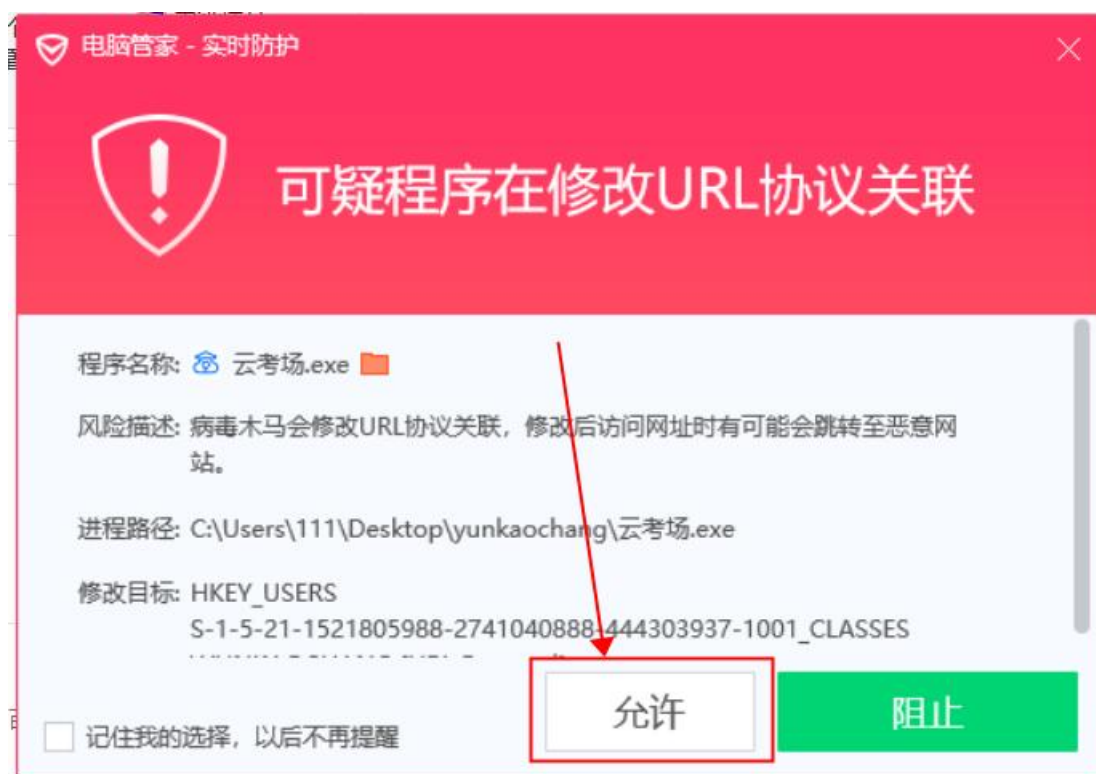 电脑管家 - 实时防护
可疑程序在修改URL协议关联
程序名称: 云考场.exe
风险描述: 病毒木马会修改URL协议关联，修改后访问网址时有可能会跳转至恶意网
站。
进程路径: C:\Users\111\Desktop\yunkaochang\云考场.exe
修改目标: HKEY_USERS
S-1-5-21-1521805988-2741040888-444303937-1001_CLASSES
记住我的选择，以后不再提醒
允许
阻止